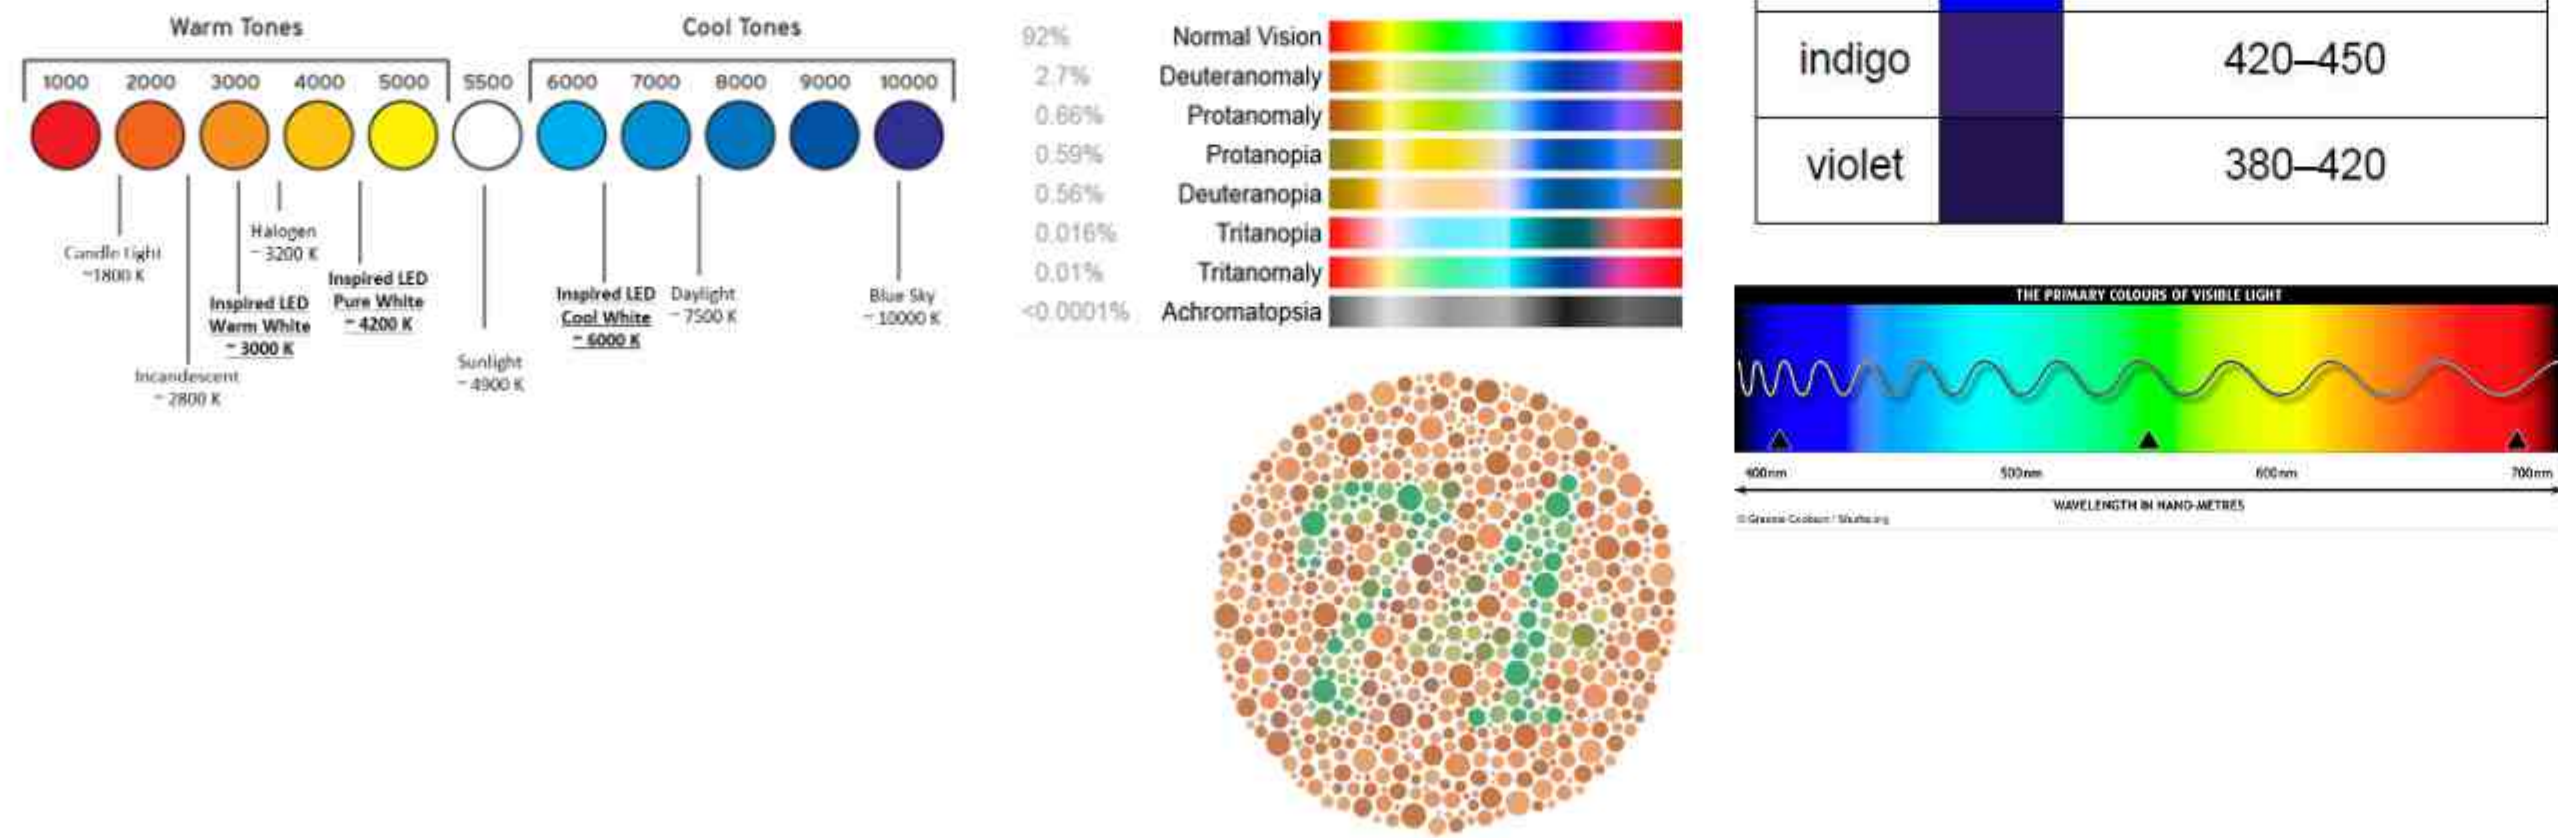 Warm Tones
Cool Tones
1000 2000 3000 4000 5000 5500 6000 7000 8000 9000 10000
Candle Light
~1800 K
Incandescent
~ 2800 K
Inspired LED
Warm White
~ 3000 K
Halogen
~ 3200 K
Inspired LED
Pure White
~ 4200 K
Sunlight
~ 4900 K
Inspired LED
Cool White
~ 6000 K
Daylight
~ 7500 K
Blue Sky
~ 10000 K
92% Normal Vision
2.7% Deuteranomaly
0.66% Protanomaly
0.59% Protanopia
0.56% Deuteranopia
0.016% Tritanopia
0.01% Tritanomaly
<0.0001% Achromatopsia
74
indigo 420–450
violet 380–420
THE PRIMARY COLOURS OF VISIBLE LIGHT
400nm 500nm 600nm 700nm
WAVELENGTH IN NANO-METRES